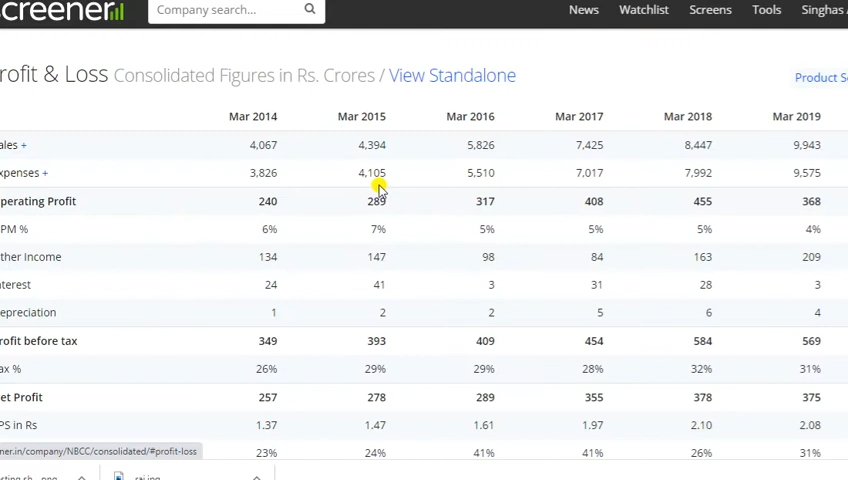 screener
Company search...
News Watchlist Screens Tools Singhas
rofit & Loss Consolidated Figures in Rs. Crores / View Standalone
Product S
Mar 2014 Mar 2015 Mar 2016 Mar 2017 Mar 2018 Mar 2019
ales + 4,067 4,394 5,826 7,425 8,447 9,943
xpenses + 3,826 4,105 5,510 7,017 7,992 9,575
perating Profit 240 289 317 408 455 368
PM % 6% 7% 5% 5% 5% 4%
ther Income 134 147 98 84 163 209
nterest 24 41 3 31 28 3
epreciation 1 2 2 5 6 4
rofit before tax 349 393 409 454 584 569
ax % 26% 29% 29% 28% 32% 31%
et Profit 257 278 289 355 378 375
PS in Rs 1.37 1.47 1.61 1.97 2.10 2.08
ner.in/company/NBCC/consolidated/#profit-loss 23% 24% 41% 41% 26% 31%